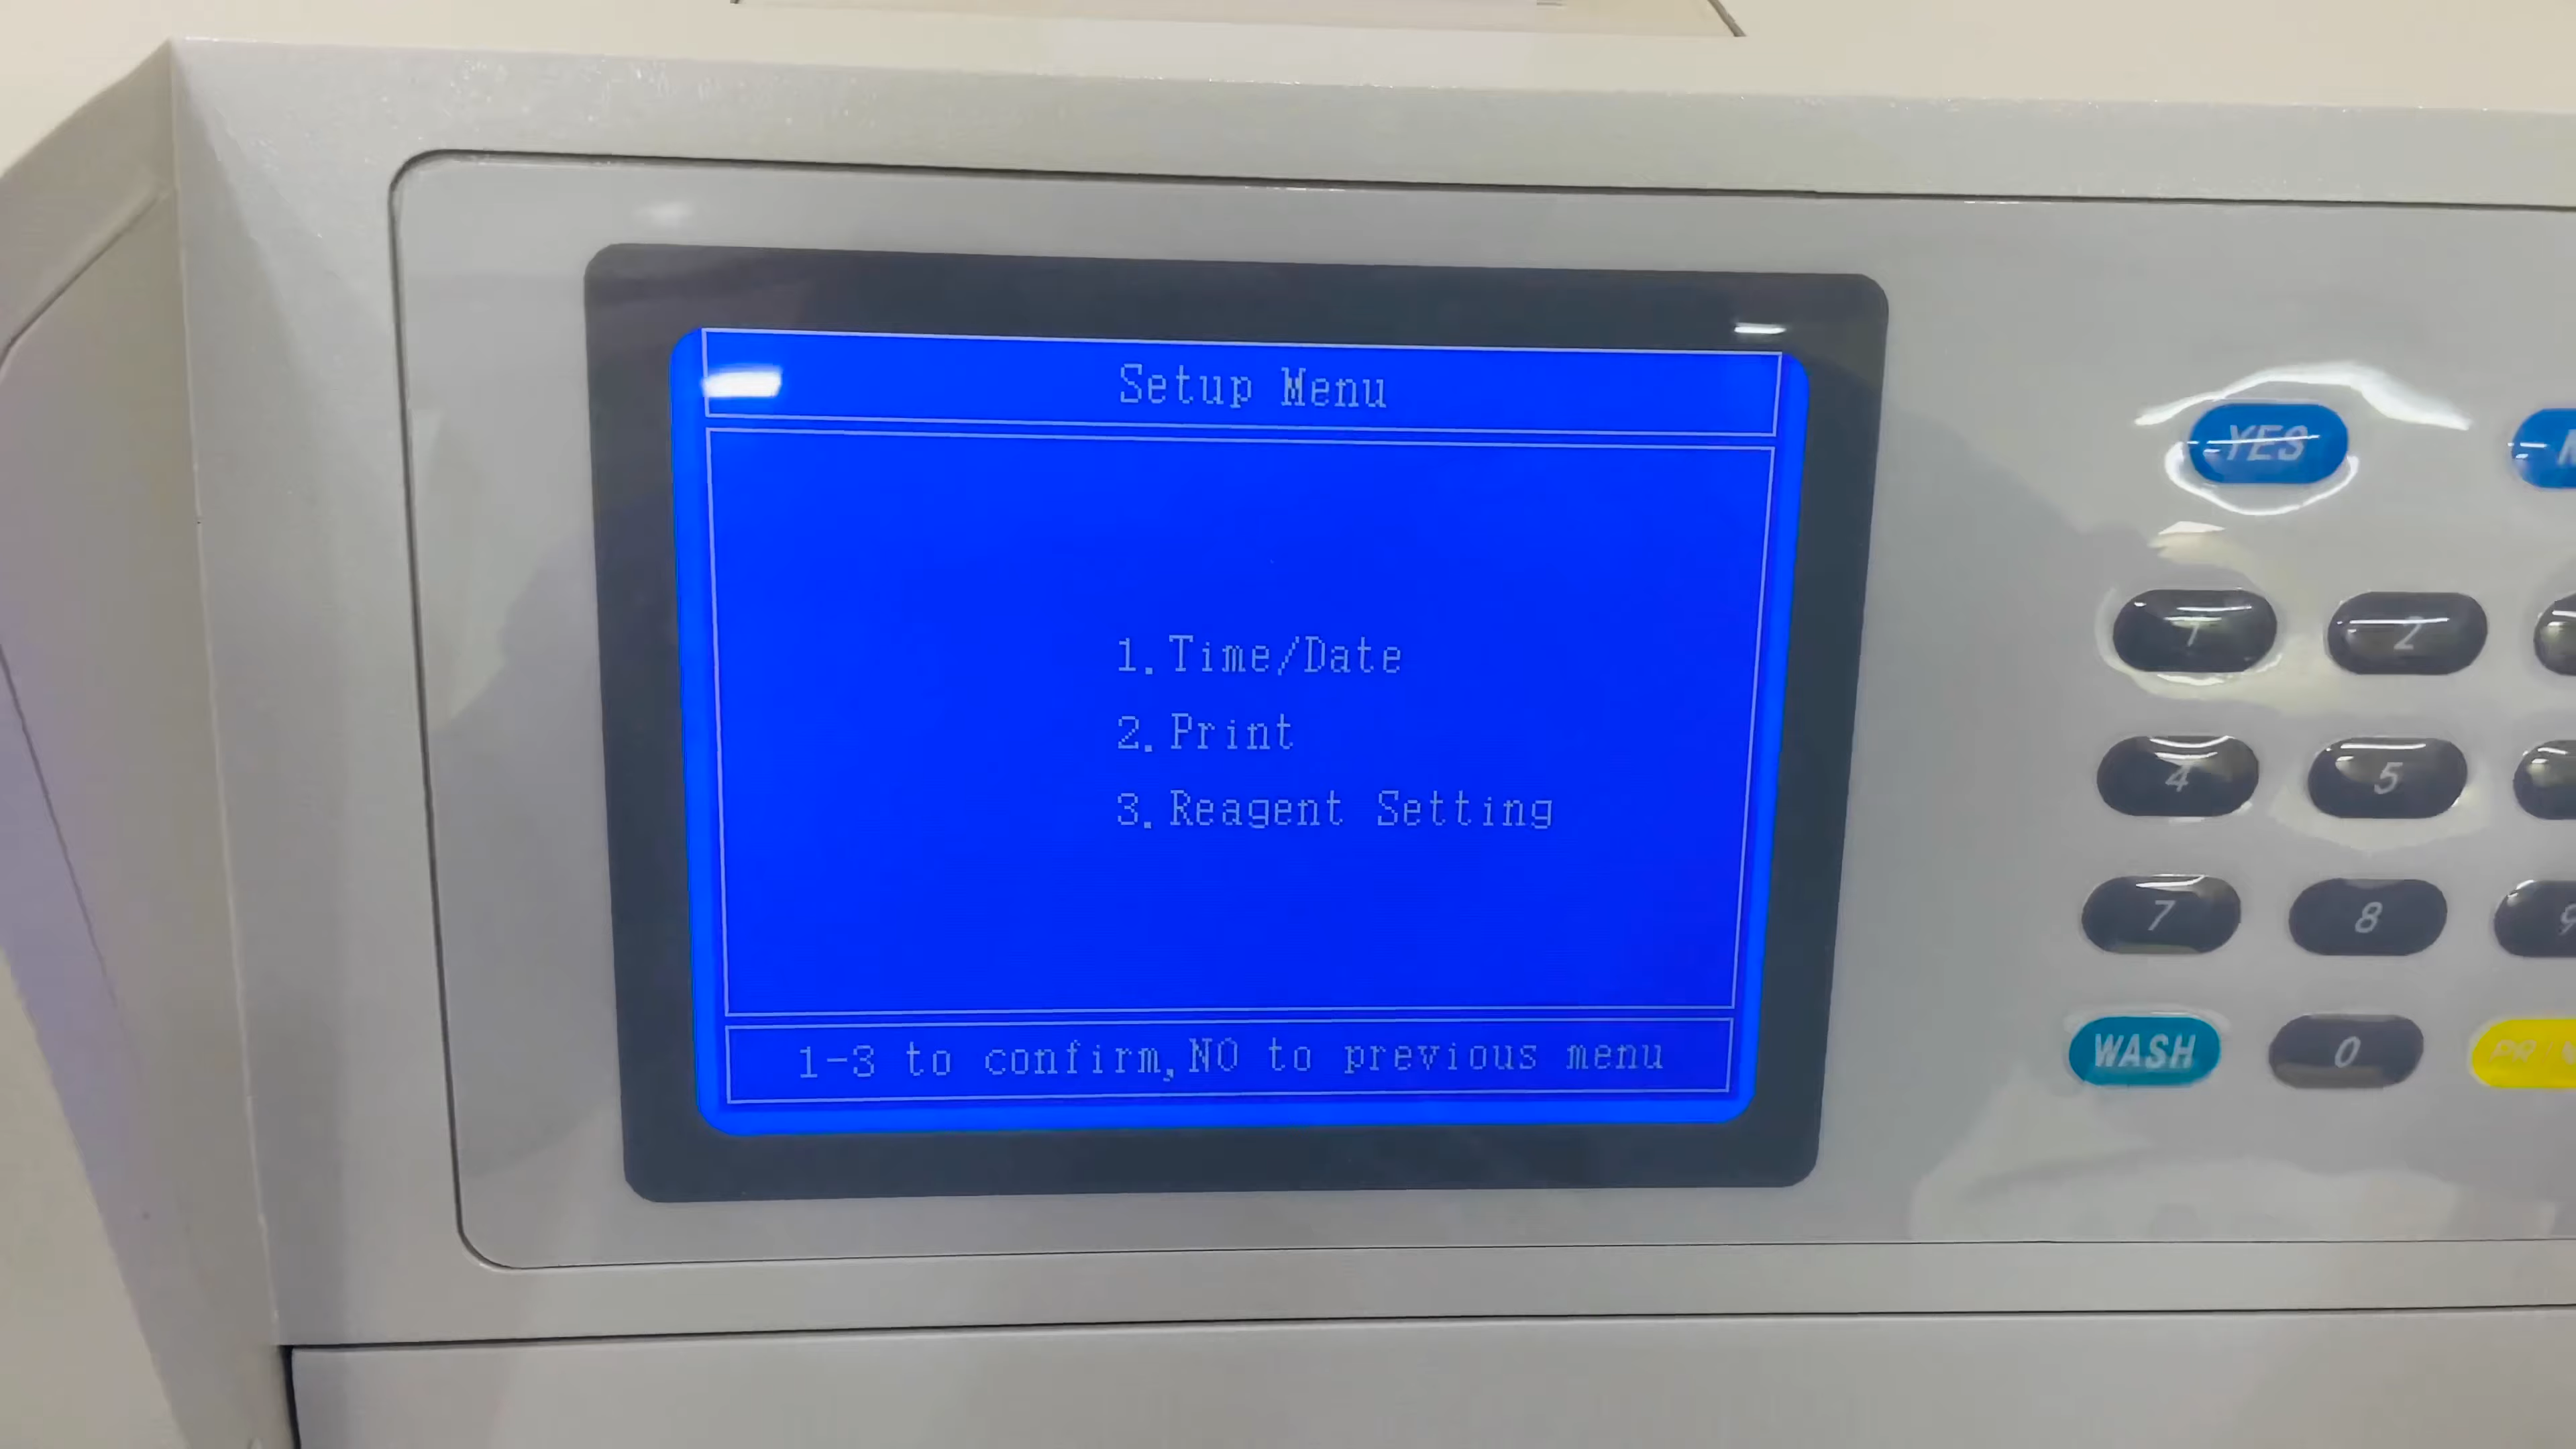 Setup Menu
1.Time/Date
2.Print
3.Reagent Setting
1-3 to confirm,NO to previous menu
YES
1 2
4 5
7 8 9
WASH 0